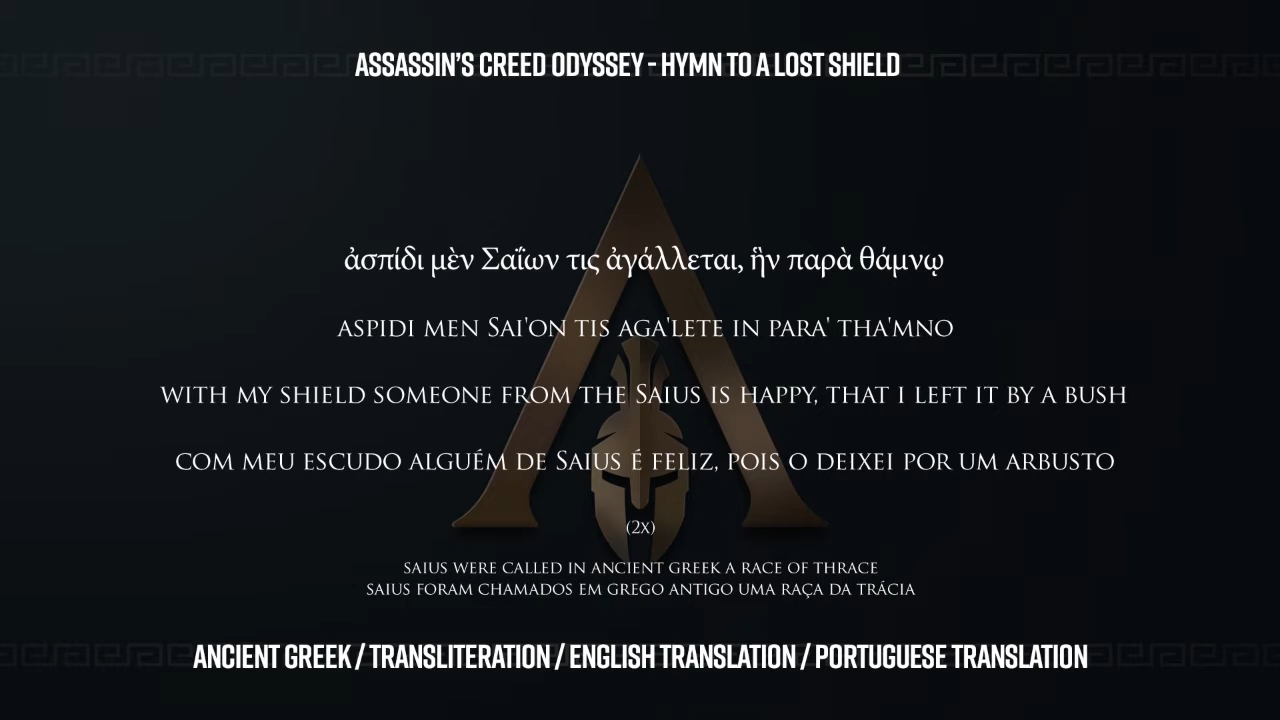 ASSASSIN'S CREED ODYSSEY - HYMN TO A LOST SHIELD
ἀσπίδι μὲν Σαΐων τις ἀγάλλεται, ἣν παρὰ θάμνῳ
ASPIDI MEN SAI'ON TIS AGA'LETE IN PARA' THA'MNO
WITH MY SHIELD SOMEONE FROM THE SAIUS IS HAPPY, THAT I LEFT IT BY A BUSH
COM MEU ESCUDO ALGUÉM DE SAIUS É FELIZ, POIS O DEIXEI POR UM ARBUSTO
(2X)
SAIUS WERE CALLED IN ANCIENT GREEK A RACE OF THRACE
SAIUS FORAM CHAMADOS EM GREGO ANTIGO UMA RAÇA DA TRÁCIA
ANCIENT GREEK / TRANSLITERATION / ENGLISH TRANSLATION / PORTUGUESE TRANSLATION